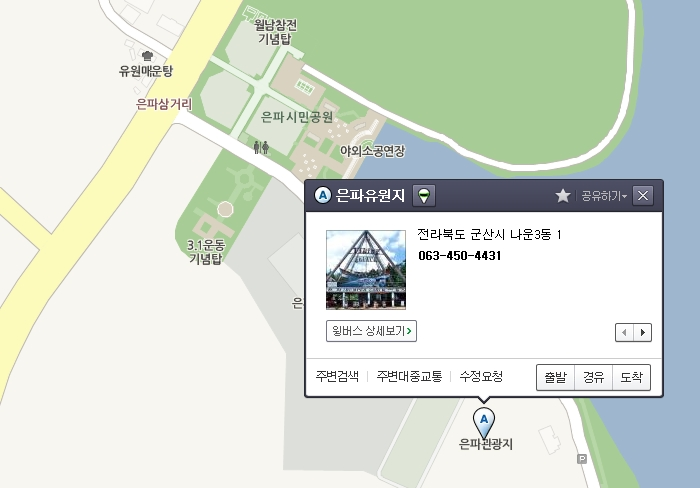 월남참전
기념탑
유원매운탕
은파삼거리
은파시민공원
야외소공연장
3.1운동
기념탑
은
A 은파유원지
공유하기
전라북도 군산시 나운3동 1
063-450-4431
윙버스 상세보기
주변검색
주변대중교통
수정요청
출발
경유
도착
A
은파관광지
P